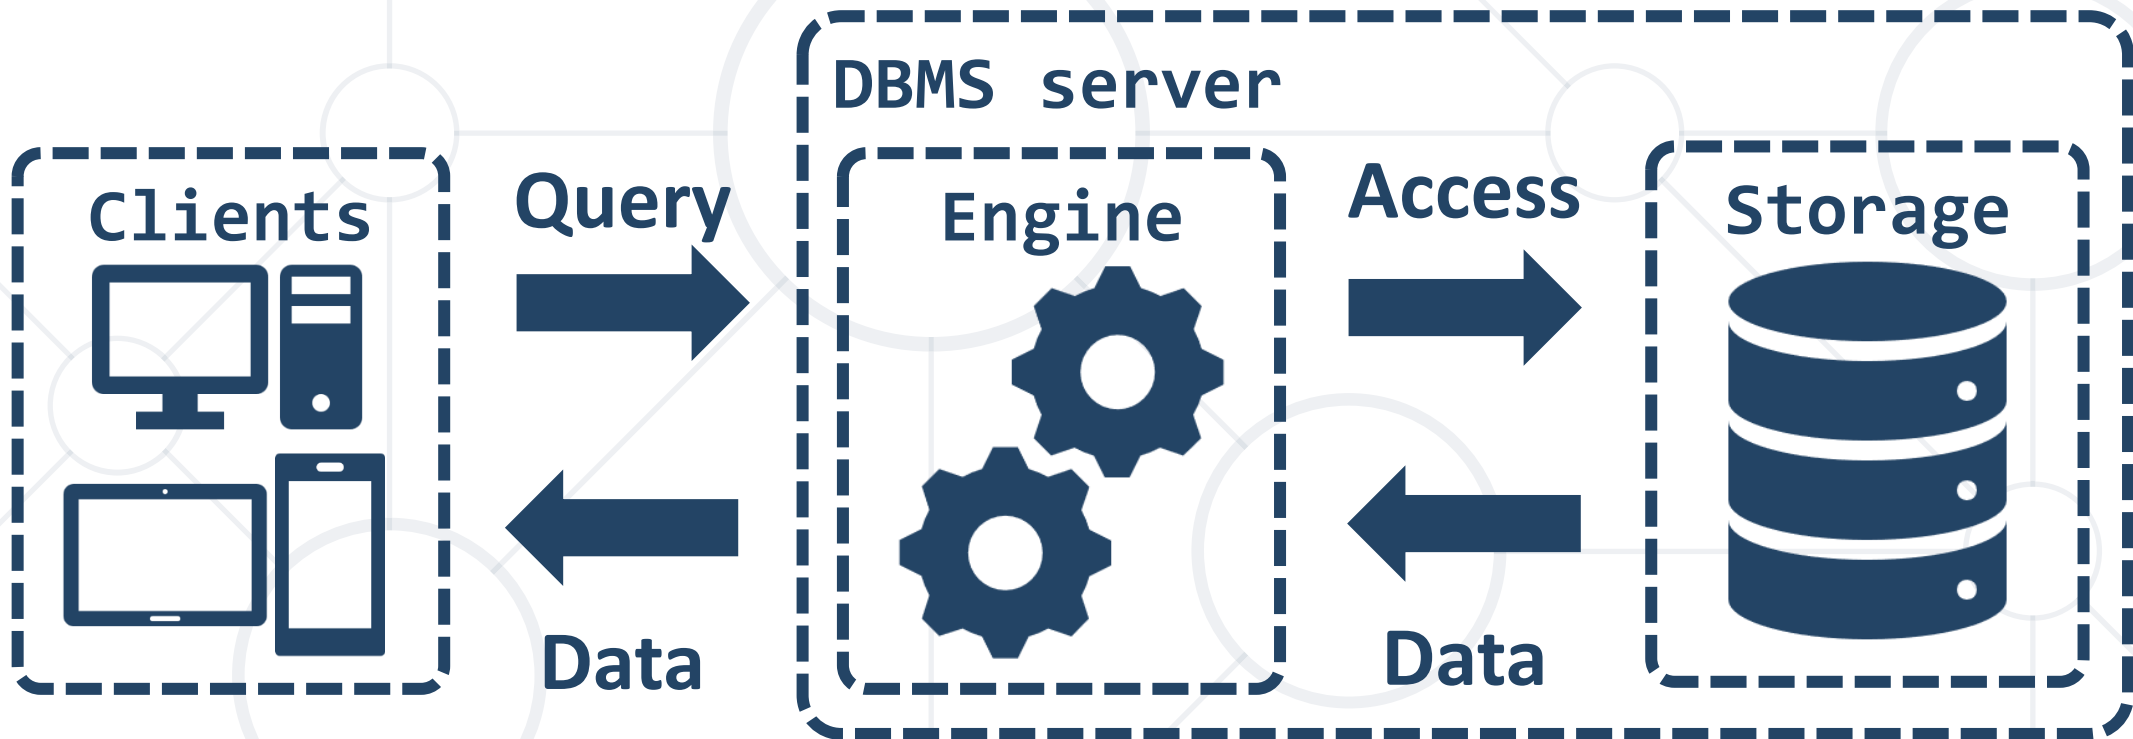 DBMS server
Clients
Query
Engine
Access
Storage
Data
Data